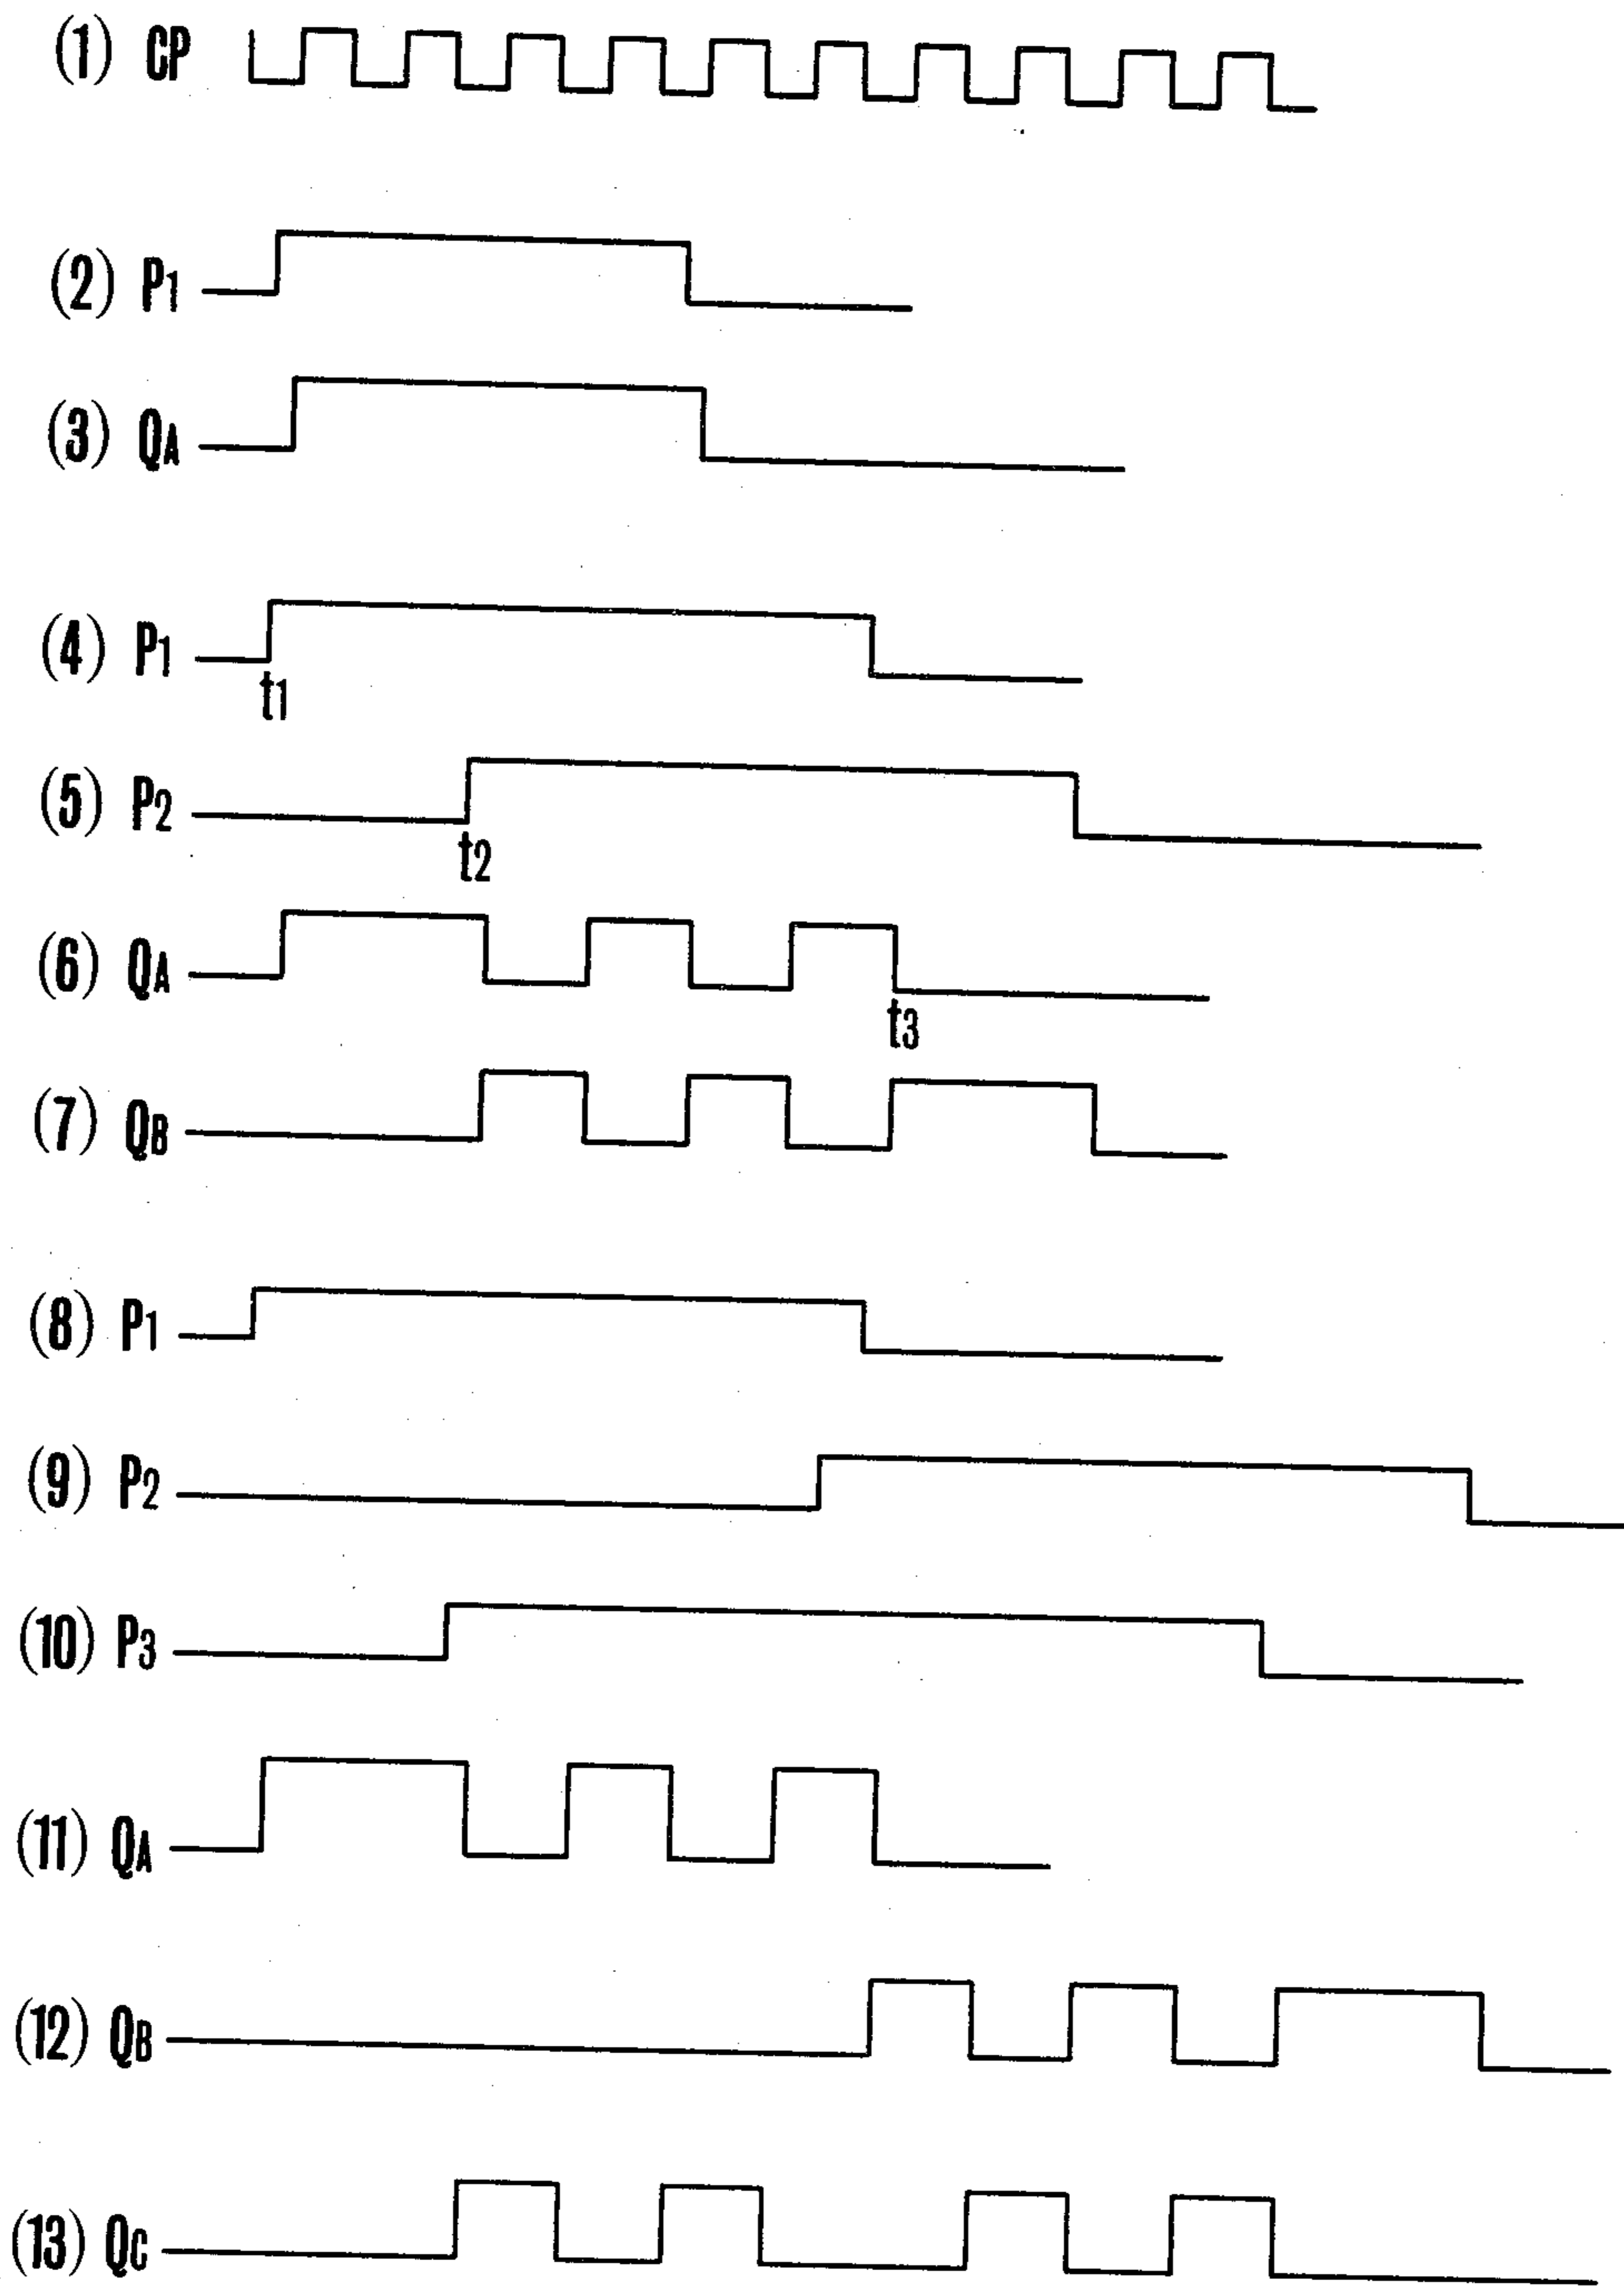 (1) CP
(2) P1
(3) QA
(4) P1
t1
(5) P2
t2
(6) QA
t3
(7) QB
(8) P1
(9) P2
(10) P3
(11) QA
(12) QB
(13) QC